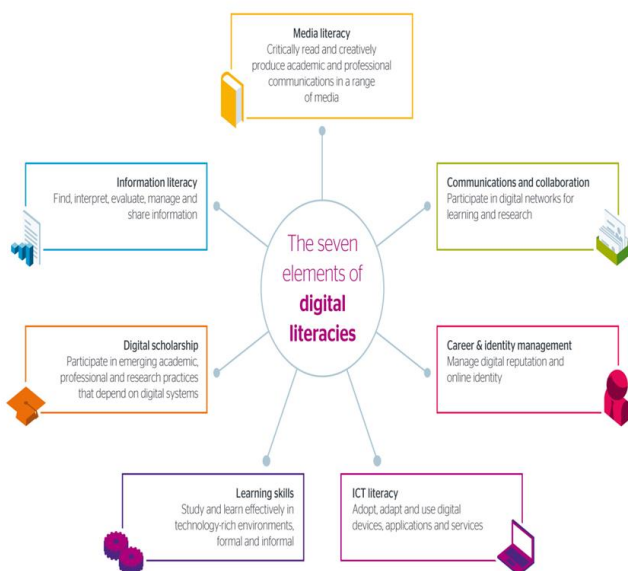 Media literacy
Critically read and creatively
produce academic and professional
communications in a range
of media
Information literacy
Find, interpret, evaluate, manage and
share information
Communications and collaboration
Participate in digital networks for
learning and research
The seven
elements of
digital
literacies
Digital scholarship
Participate in emerging academic,
professional and research practices
that depend on digital systems
Career & identity management
Manage digital reputation and
online identity
Learning skills
Study and learn effectively in
technology-rich environments,
formal and informal
ICT literacy
Adopt, adapt and use digital
devices, applications and services